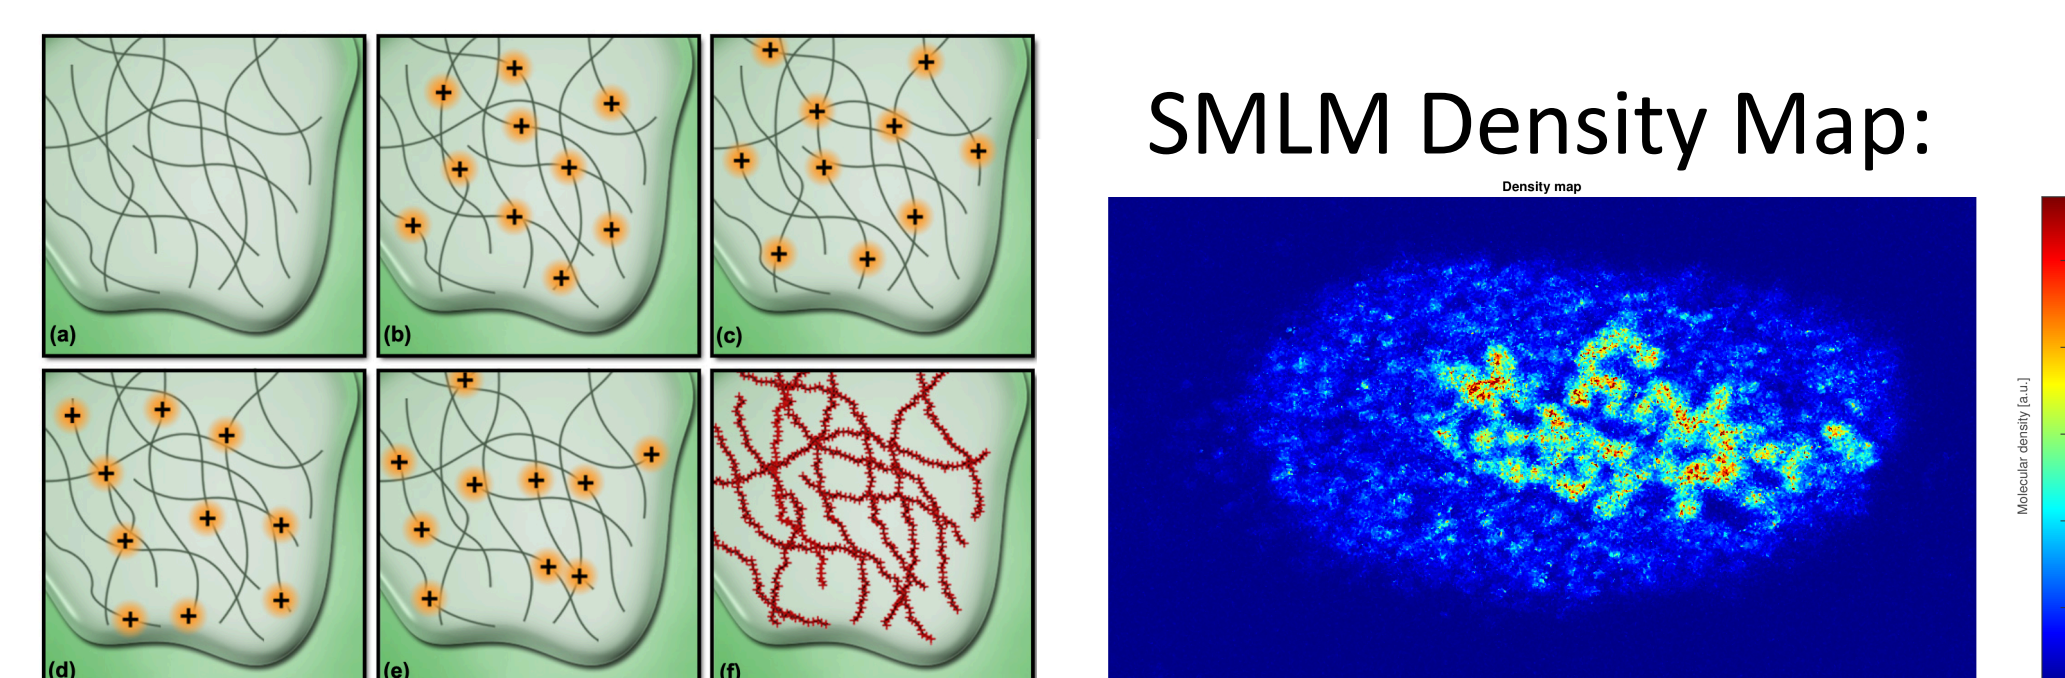 (a)
(b)
(c)
(d)
(e)
(f)
SMLM Density Map:
Density map
Molecular density [a.u.]